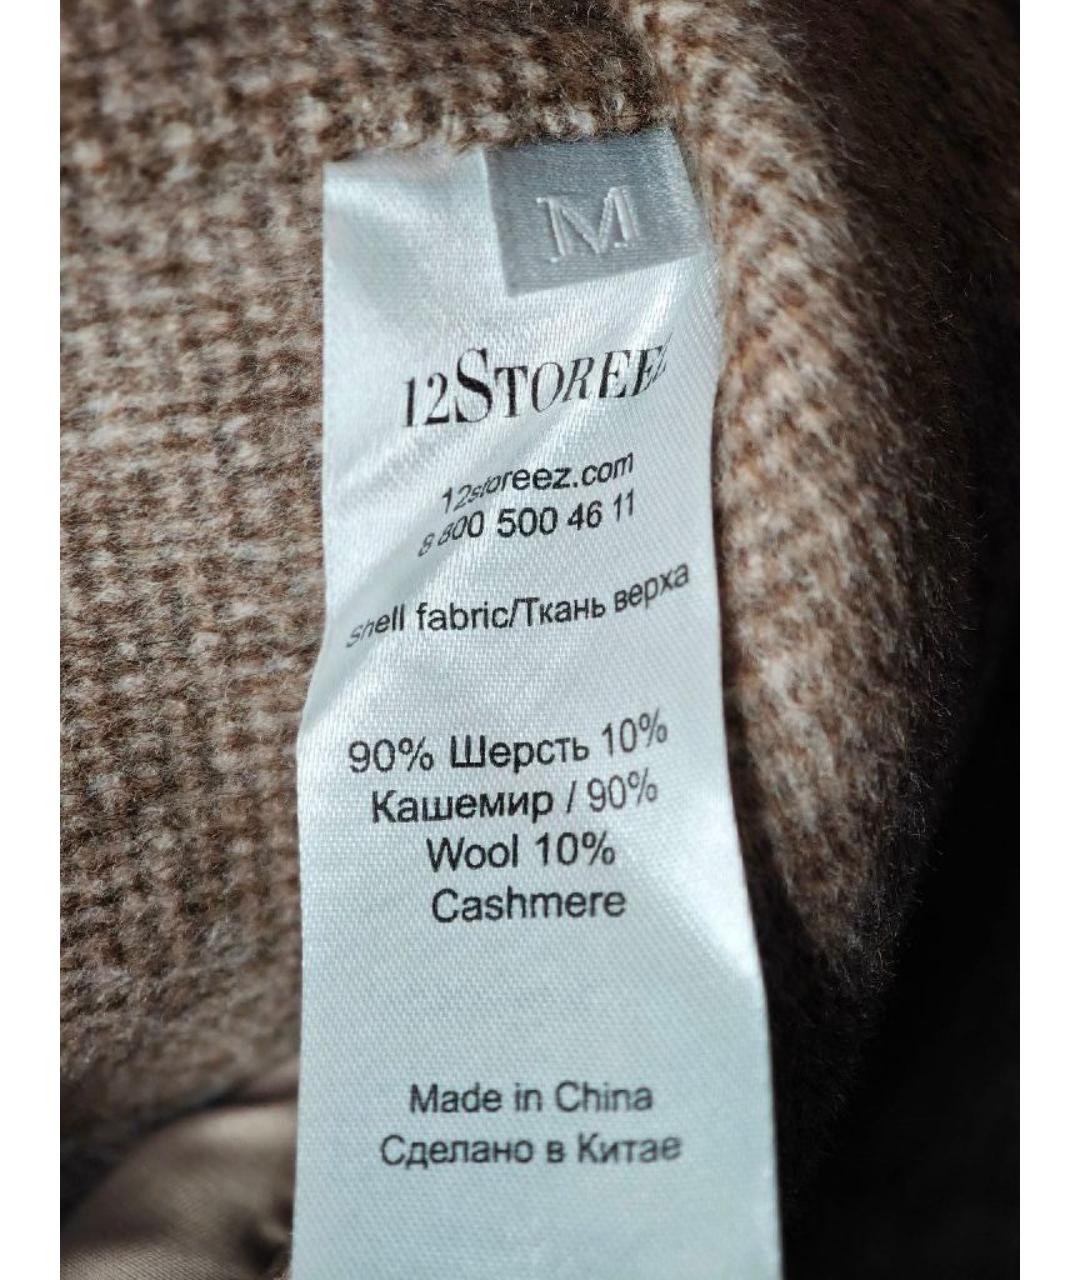 M
12STOREEZ
12storeez.com
8 800 500 46 11
Shell fabric/Ткань верха
90% Шерсть 10%
Кашемир / 90%
Wool 10%
Cashmere
Made in China
Сделано в Китае